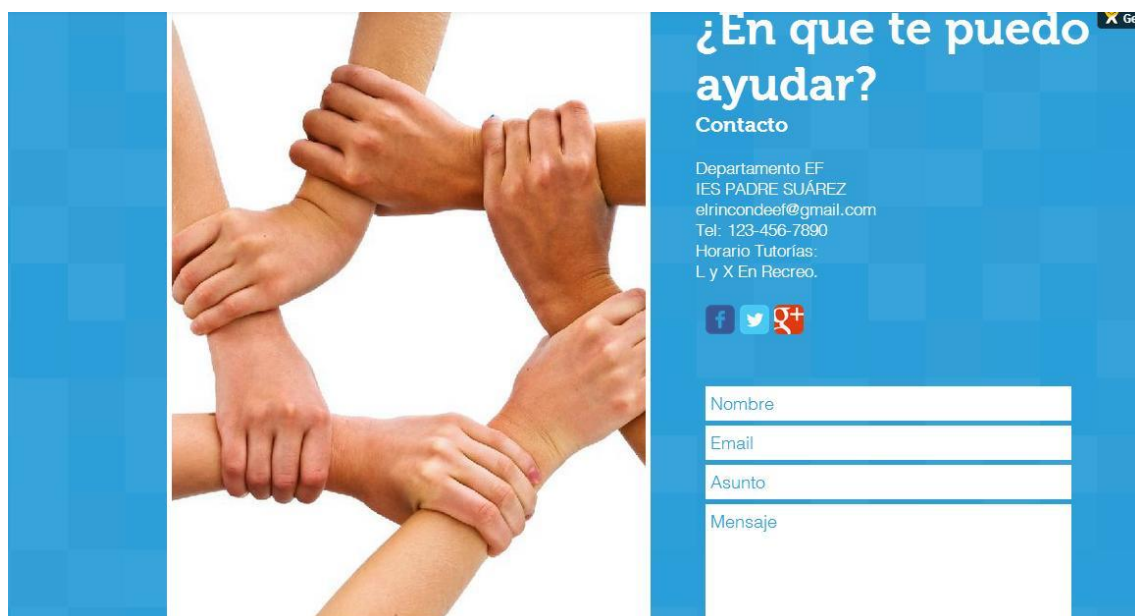 ¿En que te puedo
ayudar?
Contacto
Departamento EF
IES PADRE SUÁREZ
elrincondeef@gmail.com
Tel: 123-456-7890
Horario Tutorías:
L y X En Recreo.
Nombre
Email
Asunto
Mensaje